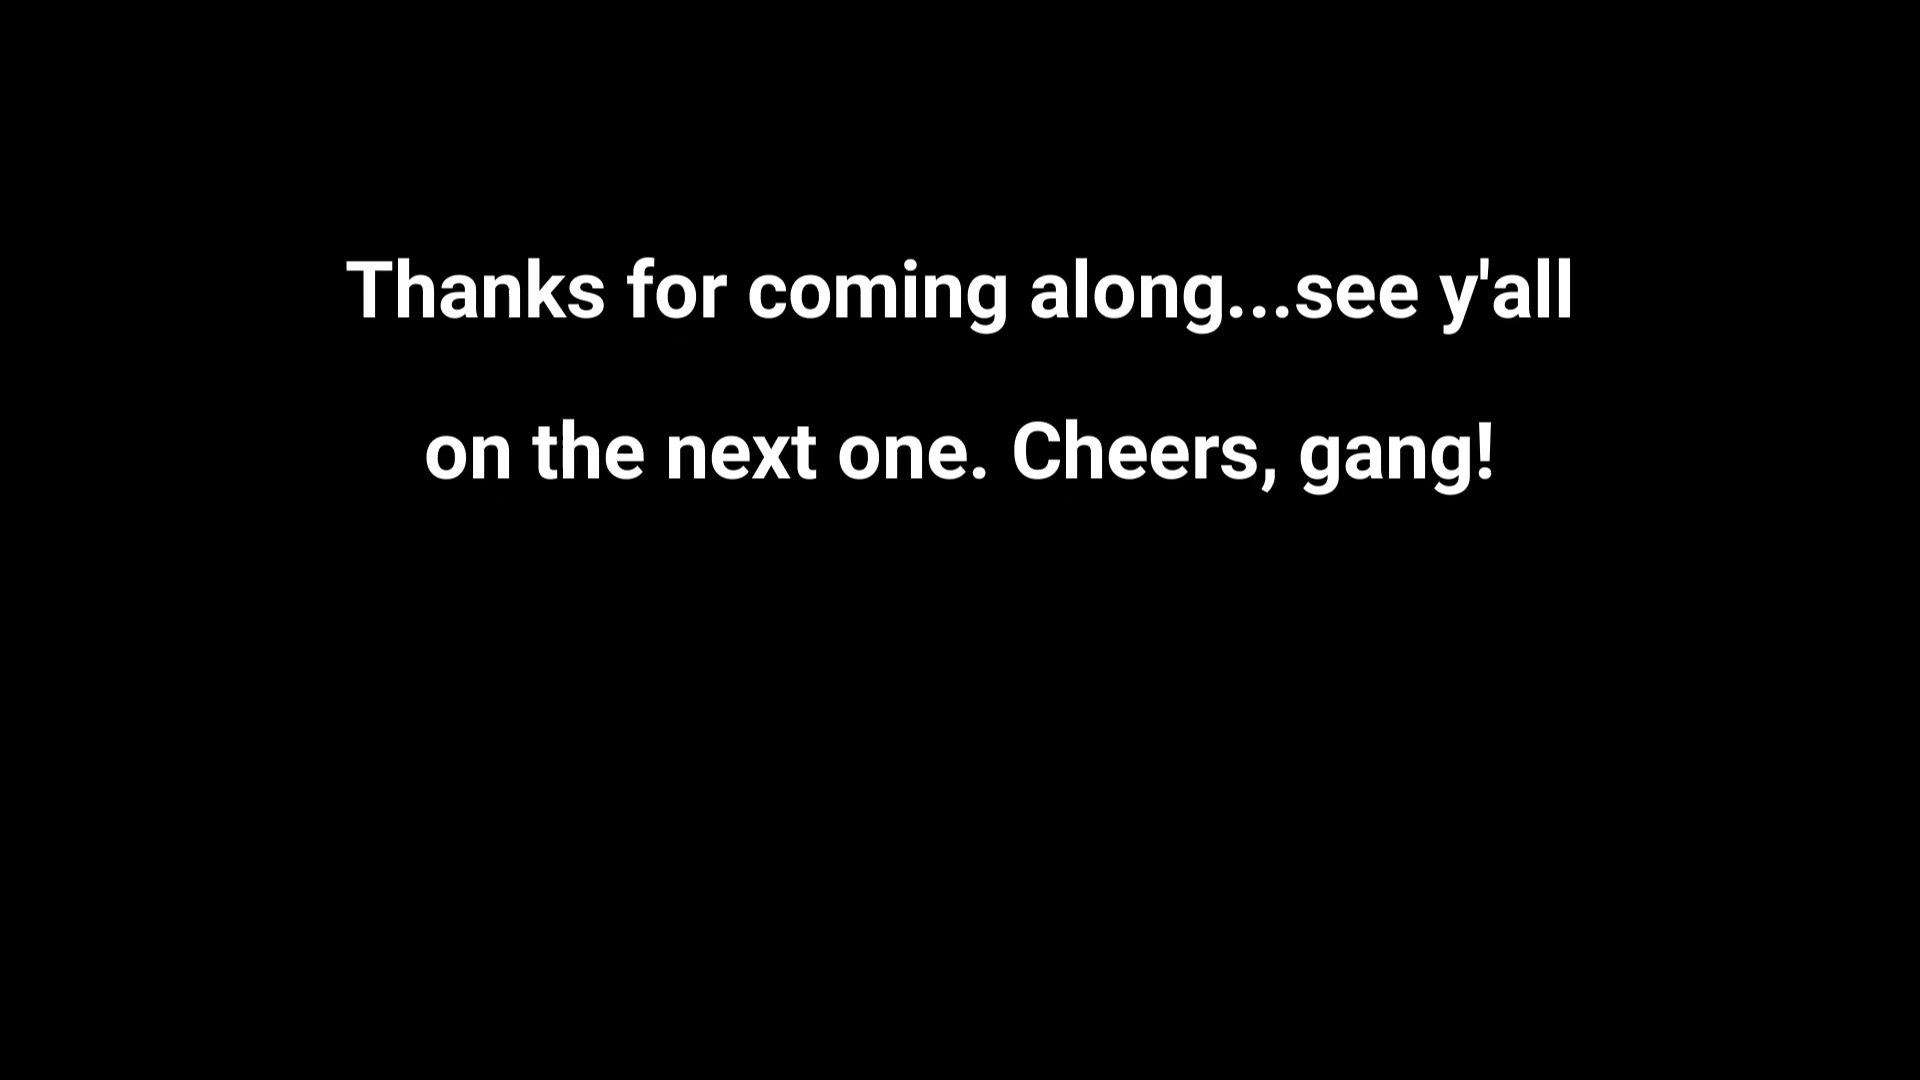 Thanks for coming along...see y'all
on the next one. Cheers, gang!